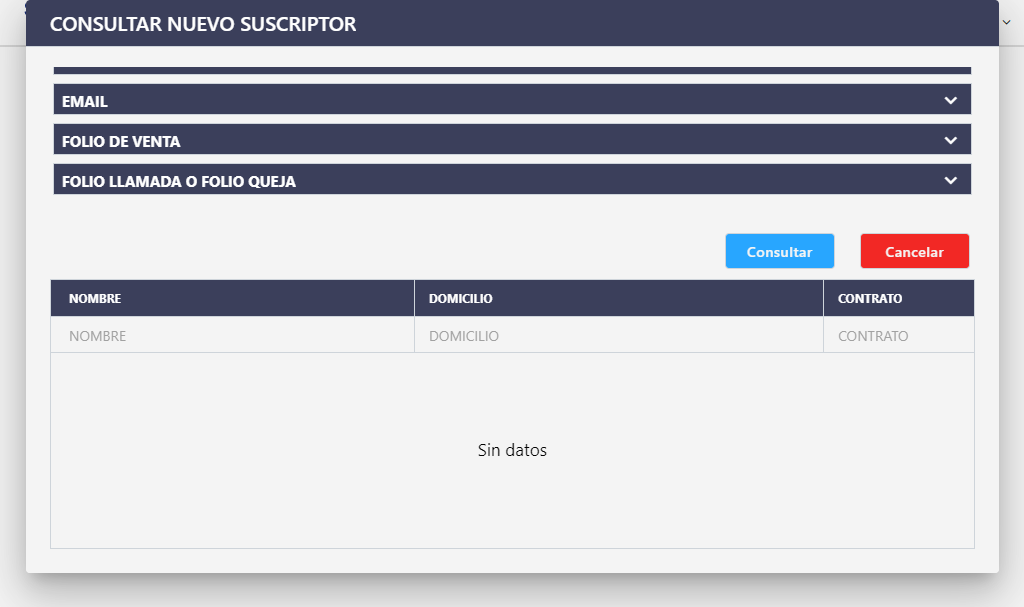 CONSULTAR NUEVO SUSCRIPTOR
EMAIL
FOLIO DE VENTA
FOLIO LLAMADA O FOLIO QUEJA
Consultar Cancelar
NOMBRE DOMICILIO CONTRATO
NOMBRE DOMICILIO CONTRATO
Sin datos